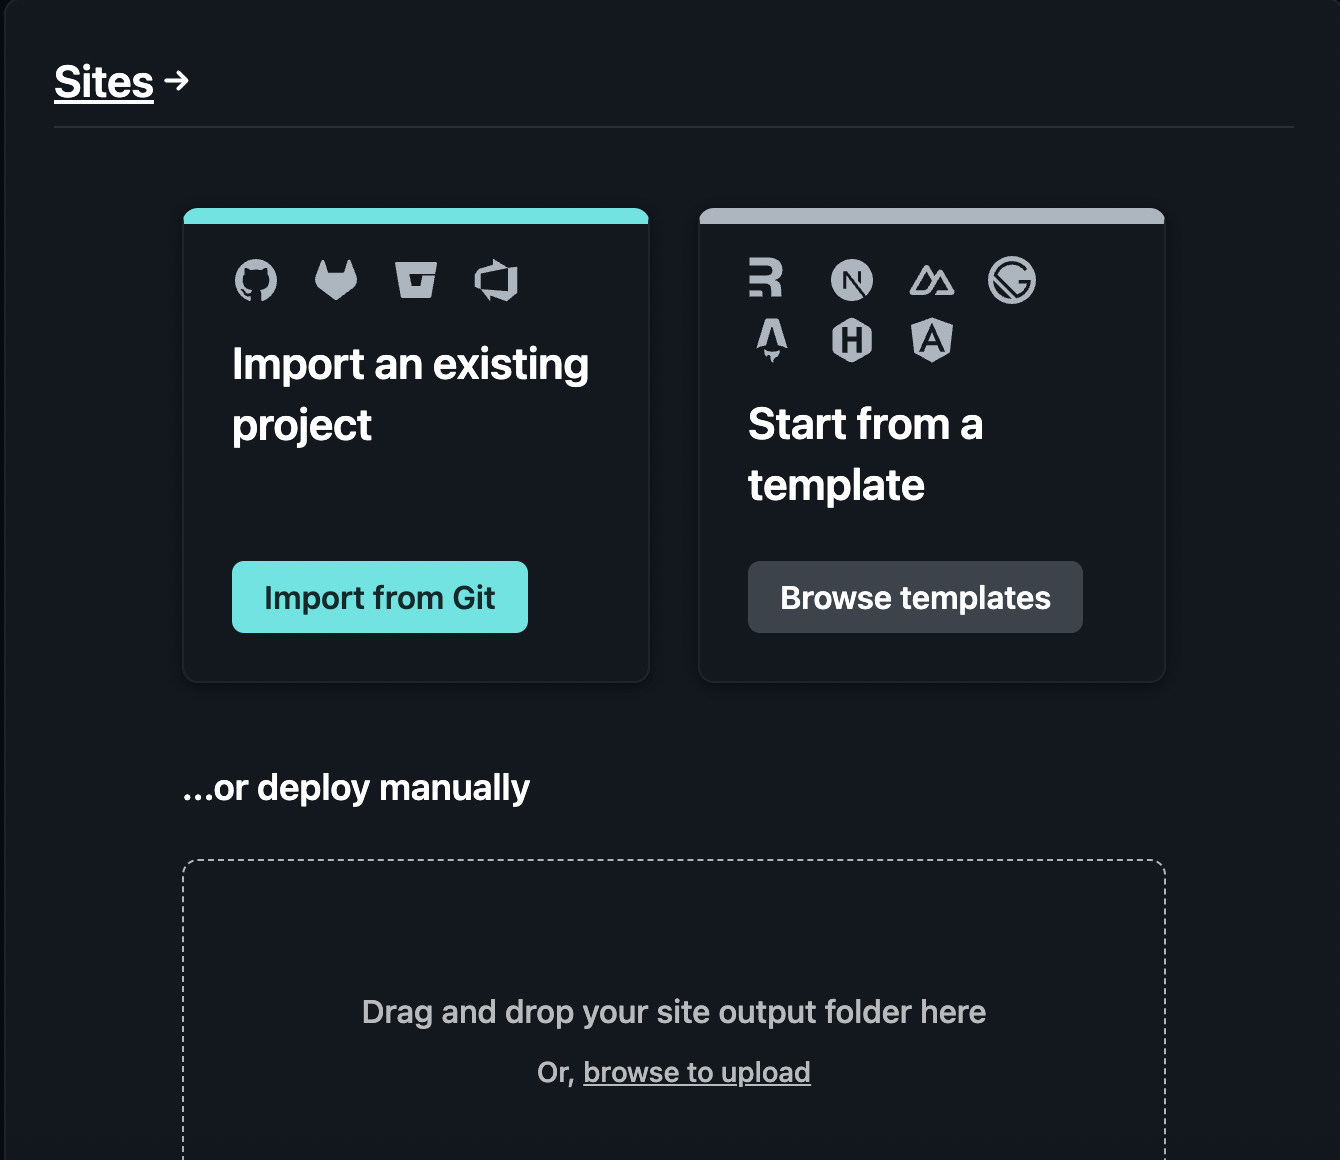 Sites →
Import an existing
project
Import from Git
Start from a
template
Browse templates
...or deploy manually
Drag and drop your site output folder here
Or, browse to upload